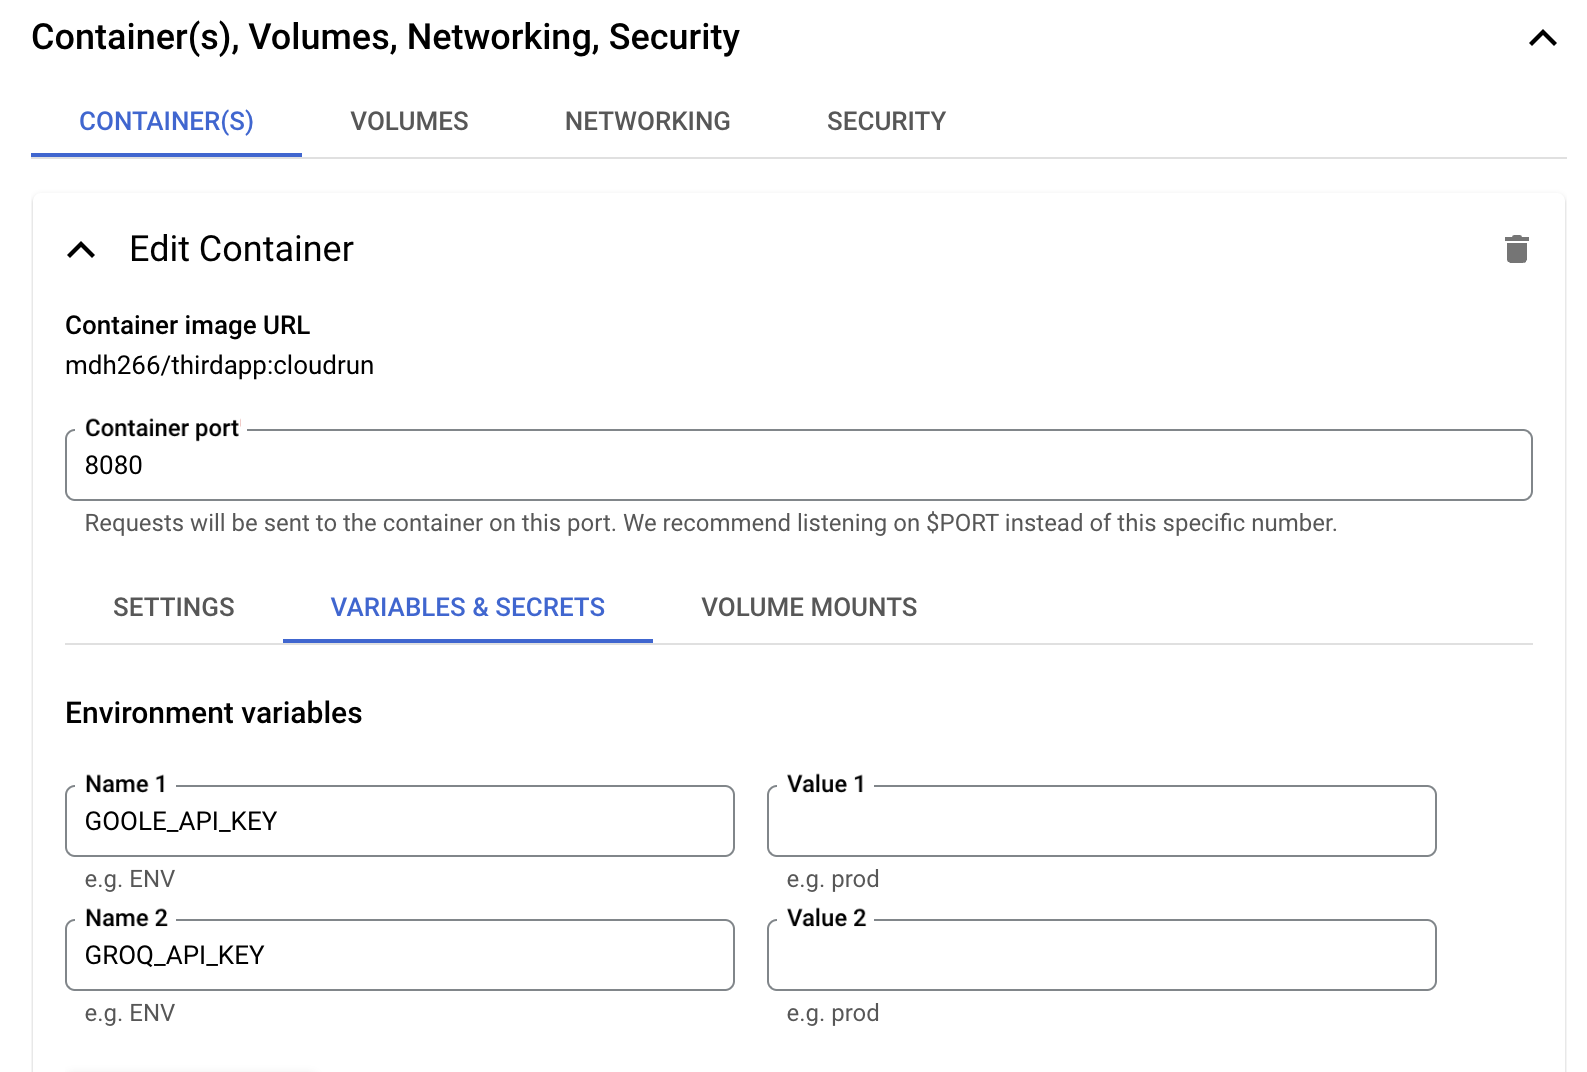 Container(s), Volumes, Networking, Security
CONTAINER(S) VOLUMES NETWORKING SECURITY
Edit Container
Container image URL
mdh266/thirdapp:cloudrun
Container port
8080
Requests will be sent to the container on this port. We recommend listening on $PORT instead of this specific number.
SETTINGS VARIABLES & SECRETS VOLUME MOUNTS
Environment variables
Name 1 Value 1
GOOLE_API_KEY
e.g. ENV e.g. prod
Name 2 Value 2
GROQ_API_KEY
e.g. ENV e.g. prod